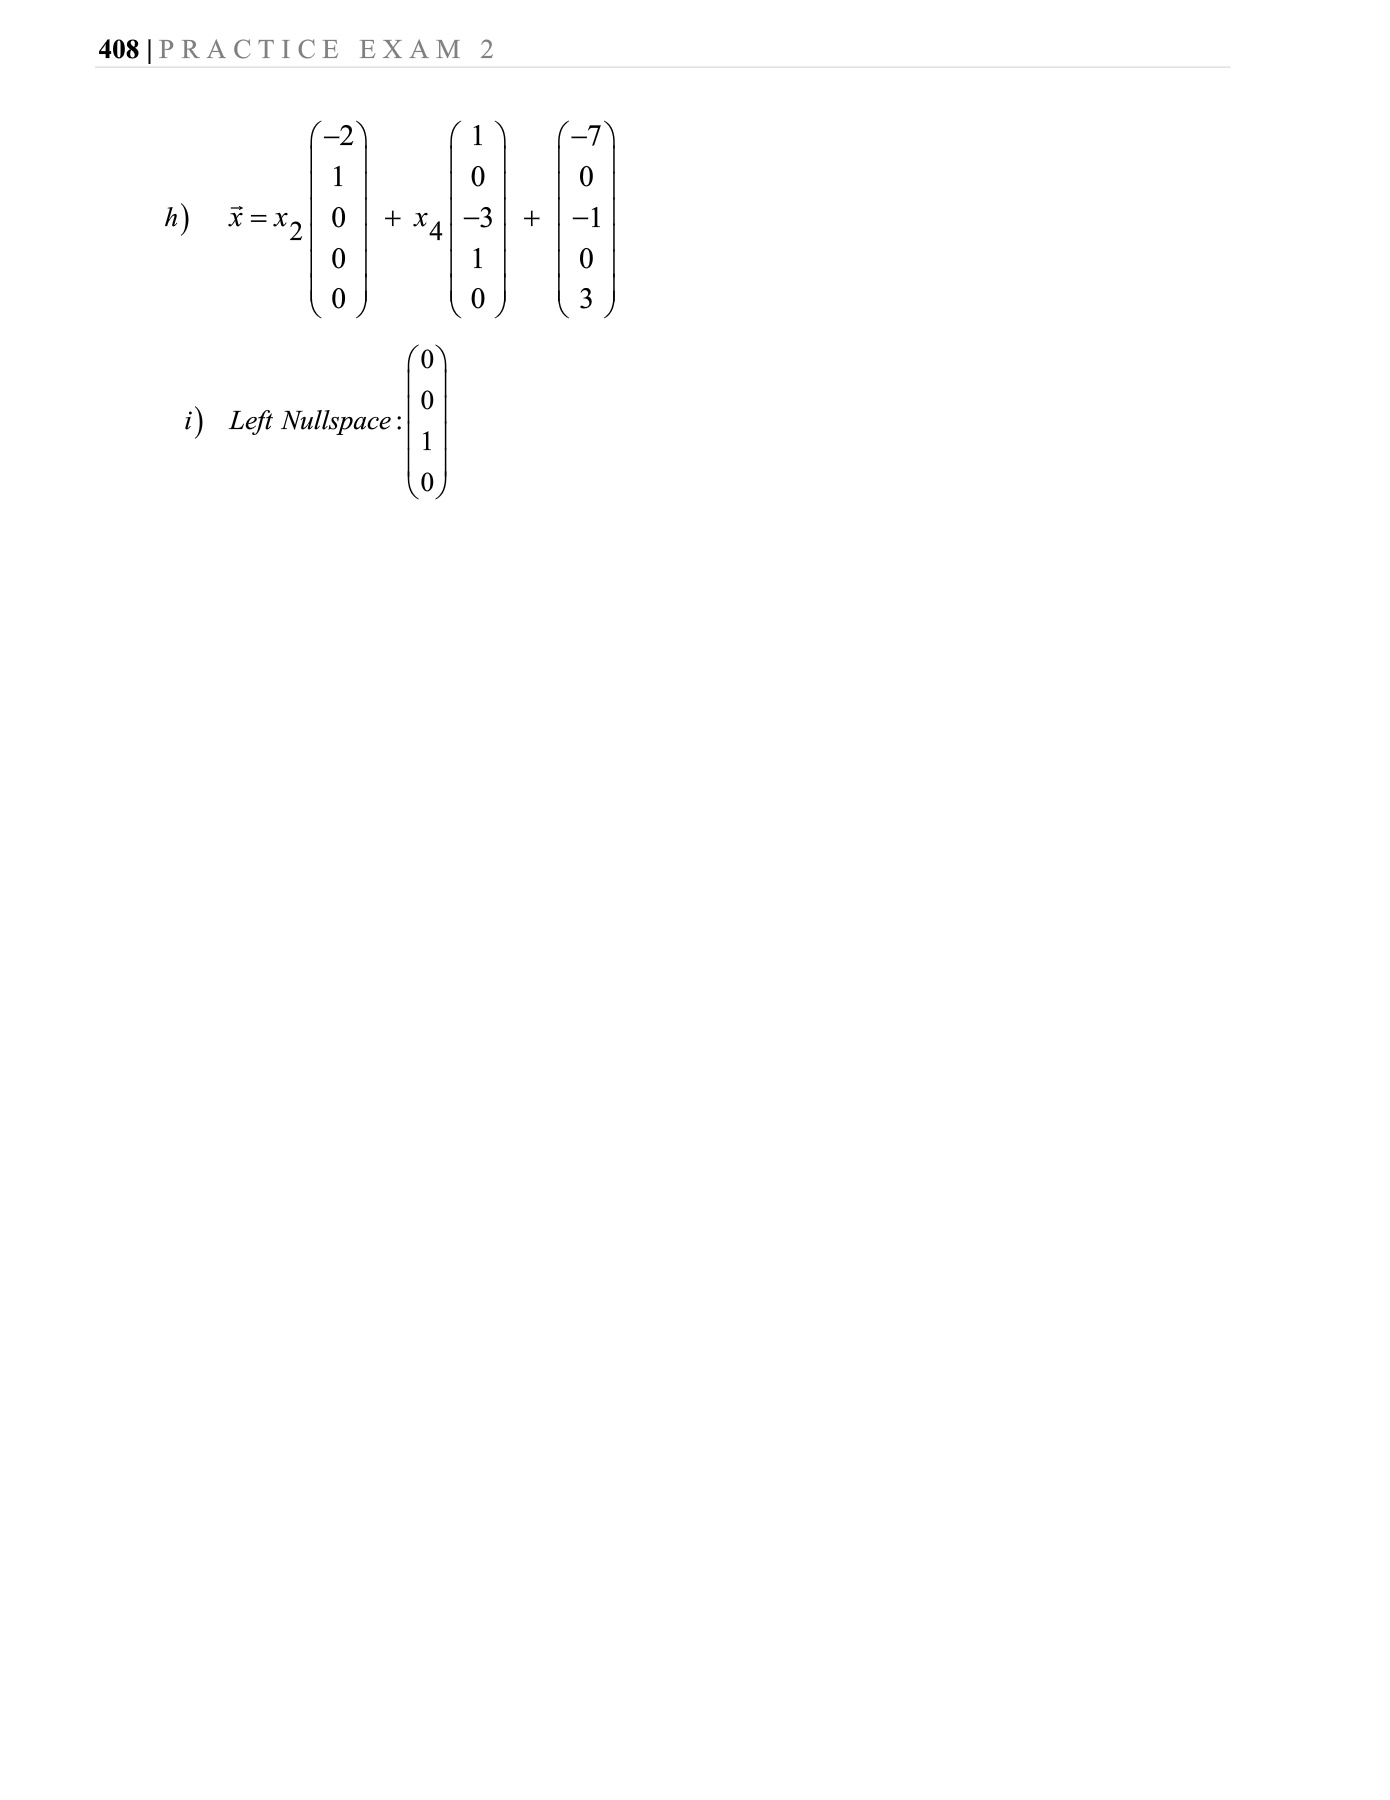 408 | PRACTICE EXAM 2
h) $\vec{x} = x_2 \begin{pmatrix} -2 \\ 1 \\ 0 \\ 0 \\ 0 \end{pmatrix} + x_4 \begin{pmatrix} 1 \\ 0 \\ -3 \\ 1 \\ 0 \end{pmatrix} + \begin{pmatrix} -7 \\ 0 \\ -1 \\ 0 \\ 3 \end{pmatrix}$
i) Left Nullspace: $\begin{pmatrix} 0 \\ 0 \\ 1 \\ 0 \end{pmatrix}$